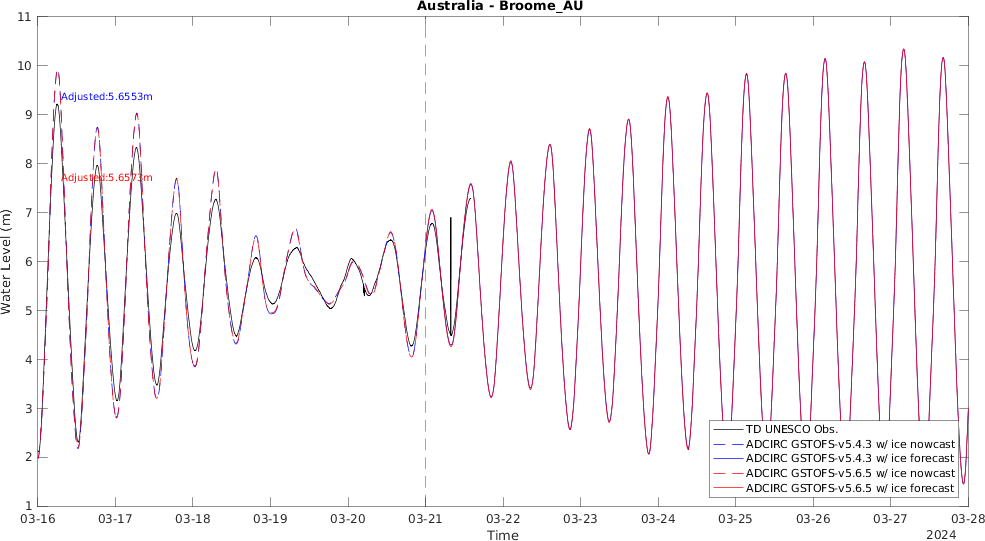 Australia - Broome_AU
Water Level (m)
11
10
9
8
7
6
5
4
3
2
1
Adjusted:5.6553m
Adjusted:5.6573m
TD UNESCO Obs.
ADCIRC GSTOFS-v5.4.3 w/ ice nowcast
ADCIRC GSTOFS-v5.4.3 w/ ice forecast
ADCIRC GSTOFS-v5.6.5 w/ ice nowcast
ADCIRC GSTOFS-v5.6.5 w/ ice forecast
03-16 03-17 03-18 03-19 03-20 03-21 03-22 03-23 03-24 03-25 03-26 03-27 03-28
Time
2024